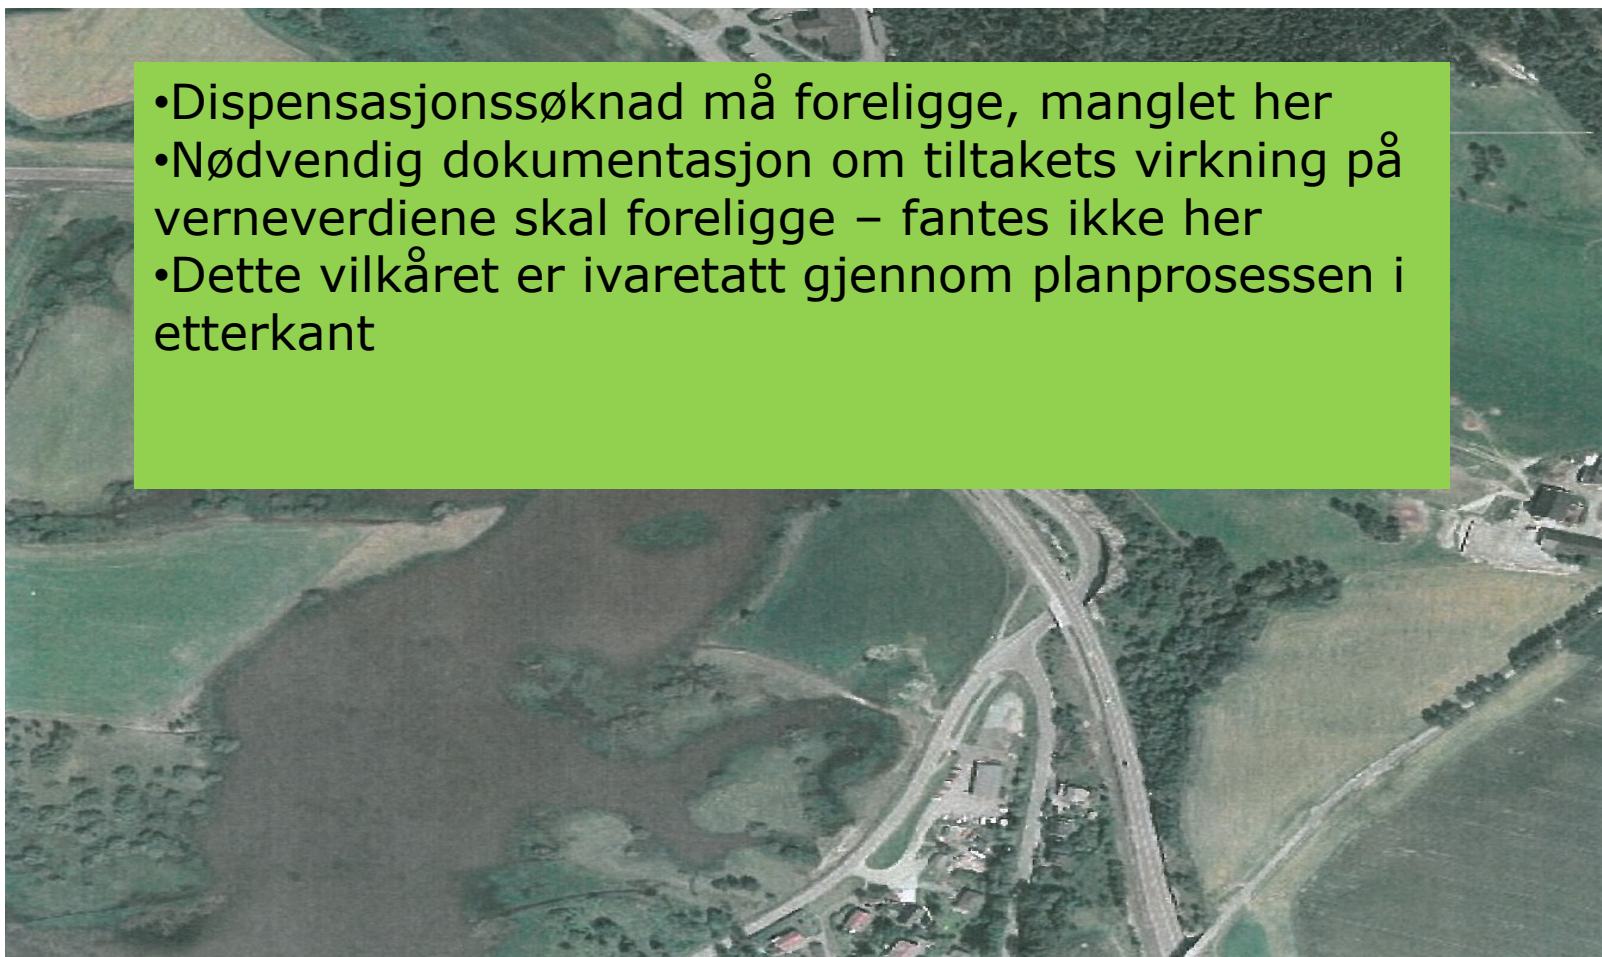 •Dispensasjonssøknad må foreligge, manglet her
•Nødvendig dokumentasjon om tiltakets virkning på
verneverdiene skal foreligge – fantes ikke her
•Dette vilkåret er ivaretatt gjennom planprosessen i
etterkant